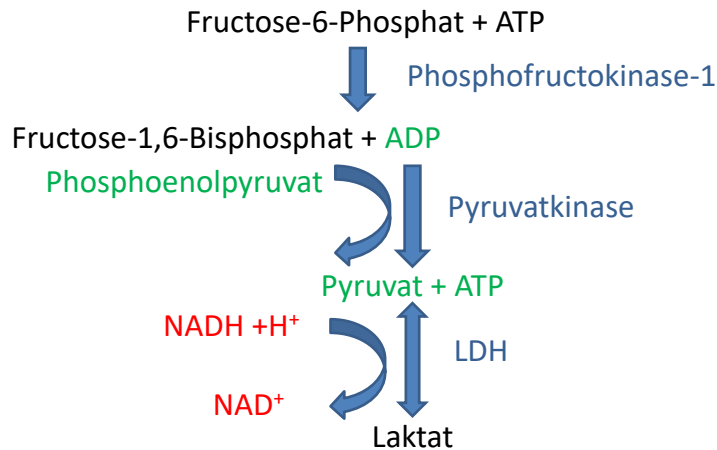 Fructose-6-Phosphat + ATP
Phosphofructokinase-1
Fructose-1,6-Bisphosphat + ADP
Phosphoenolpyruvat
Pyruvatkinase
Pyruvat + ATP
NADH +H⁺
LDH
NAD⁺
Laktat